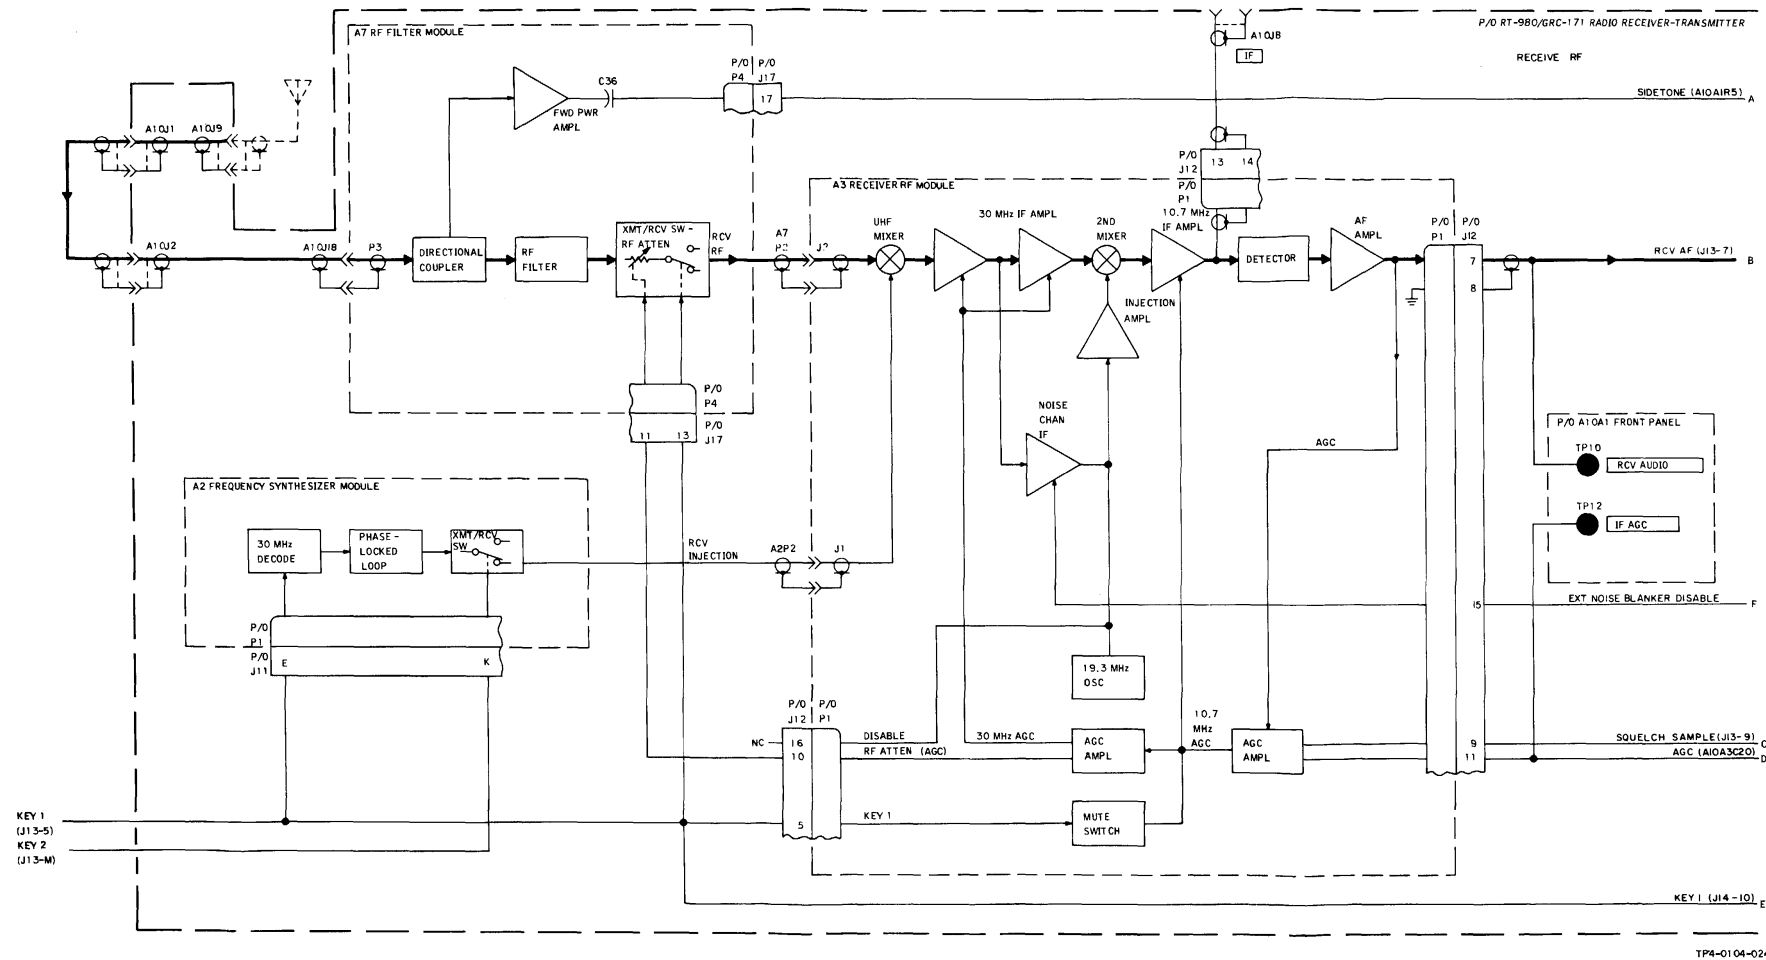 P/O RT-980/GRC-171 RADIO RECEIVER-TRANSMITTER
RECEIVE RF
A7 RF FILTER MODULE
A10J8
IF
P/O P/O
P4 J17
17
C36
FWD PWR
AMPL
SIDETONE (A10A1R5) A
A10J1 A10J9
P/O
J12
13 14
P/O
P1
A3 RECEIVER RF MODULE
10.7 MHz
IF AMPL
30 MHz IF AMPL
UHF
MIXER
2ND
MIXER
AF
AMPL
P/O P/O
P1 J12
A10J2
A10J18 P3
DIRECTIONAL
COUPLER
RF
FILTER
XMT/RCV SW-
RF ATTEN
RCV
RF
A7
P2 J2
DETECTOR
7
8
RCV AF (J13-7) B
INJECTION
AMPL
P/O
P4
P/O
J17
11 13
NOISE
CHAN
IF
AGC
P/O A10A1 FRONT PANEL
TP10
RCV AUDIO
TP12
IF AGC
A2 FREQUENCY SYNTHESIZER MODULE
30 MHz
DECODE
PHASE-
LOCKED
LOOP
XMT/RCV
SW
RCV
INJECTION
A2P2 J1
15
EXT NOISE BLANKER DISABLE F
P/O
P1
P/O
J11
E K
19.3 MHz
OSC
P/O P/O
J12 P1
NC
16
10
5
DISABLE
RF ATTEN (AGC)
30 MHz AGC
AGC
AMPL
10.7
MHz
AGC
AGC
AMPL
9
11
SQUELCH SAMPLE (J13-9) C
AGC (A10A3C20) D
KEY 1
(J13-5)
KEY 2
(J13-M)
KEY 1
MUTE
SWITCH
KEY 1 (J14-10) E
TP4-0104-024